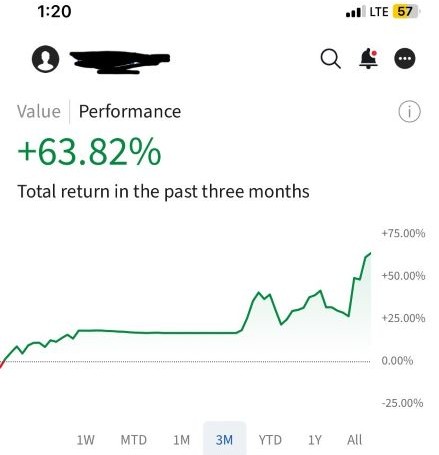 1:20 LTE 57
Value Performance
+63.82%
Total return in the past three months
+75.00%
+50.00%
+25.00%
0.00%
-25.00%
1W MTD 1M 3M YTD 1Y All